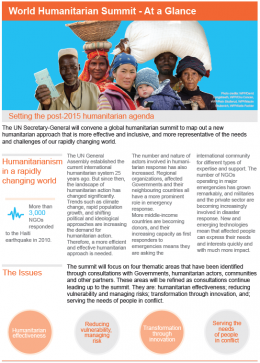 World Humanitarian Summit - At a Glance
Setting the post-2015 humanitarian agenda
The UN Secretary-General will convene a global humanitarian summit to map out a new
humanitarian approach that is more effective and inclusive, and more representative of the needs
and challenges of our rapidly changing world.
Humanitarianism
in a rapidly
changing world
More than
3,000
NGOs
responded
to the Haiti
earthquake in 2010.
The UN General
Assembly established the
current international
humanitarian system 25
years ago. But since then,
the landscape of
humanitarian action has
changed significantly.
Trends such as climate
change, rapid population
growth, and shifting
political and ideological
approaches are increasing
the demand for
humanitarian action.
Therefore, a more efficient
and effective humanitarian
approach is needed.
The number and nature of
actors involved in humani-
tarian response has also
increased. Regional
organizations, affected
Governments and their
neighbouring countries all
have a more prominent
role in emergency
response.
More middle-income
countries are becoming
donors, and their
increasing capacity as first
responders to
emergencies means they
are asking the
international community
for different types of
expertise and support. The
number of NGOs
operating in major
emergencies has grown
remarkably, and militaries
and the private sector are
becoming increasingly
involved in disaster
response. New and
emerging technologies
mean that affected people
can express their needs
and interests quickly and
with much more impact.
The Issues
The summit will focus on four thematic areas that have been identified
through consultations with Governments, humanitarian actors, communities
and other partners. These areas will be refined as consultations continue
leading up to the summit. They are: humanitarian effectiveness; reducing
vulnerability and managing risks; transformation through innovation, and;
serving the needs of people in conflict.
Humanitarian
effectiveness
Reducing
vulnerability,
managing
risk
Transformation
through
innovation
Serving the
needs
of people
in conflict